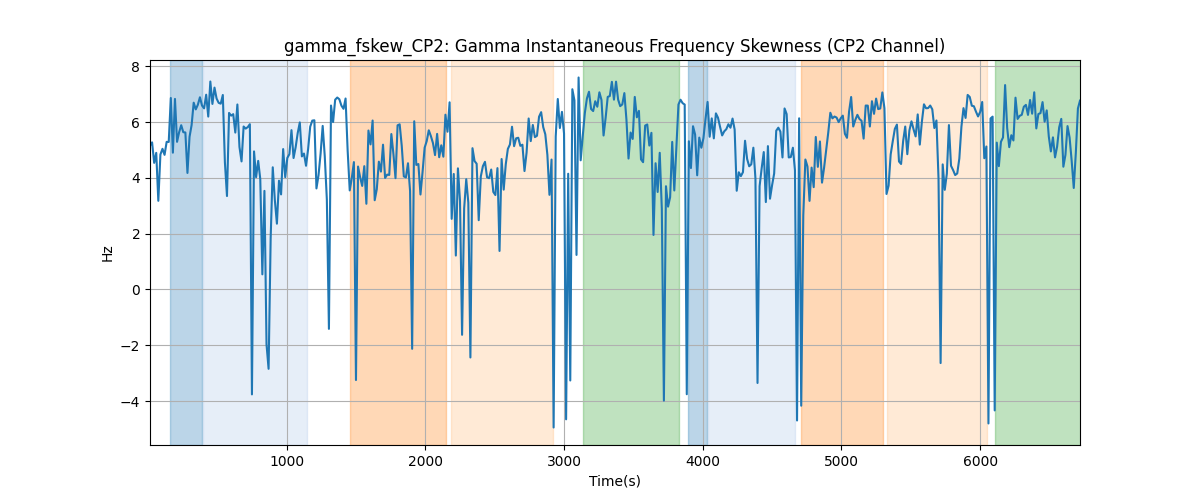 gamma_fskew_CP2: Gamma Instantaneous Frequency Skewness (CP2 Channel)
8
6
4
2
0
−2
−4
Hz
1000 2000 3000 4000 5000 6000
Time(s)